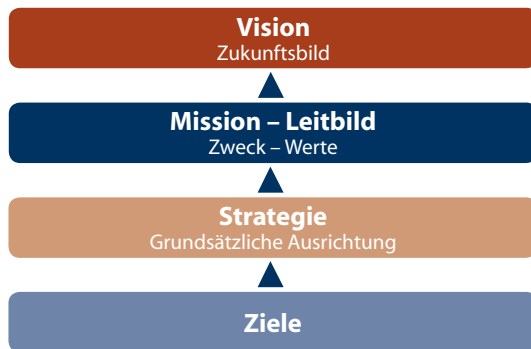 Vision
Zukunftsbild
Mission – Leitbild
Zweck – Werte
Strategie
Grundsätzliche Ausrichtung
Ziele